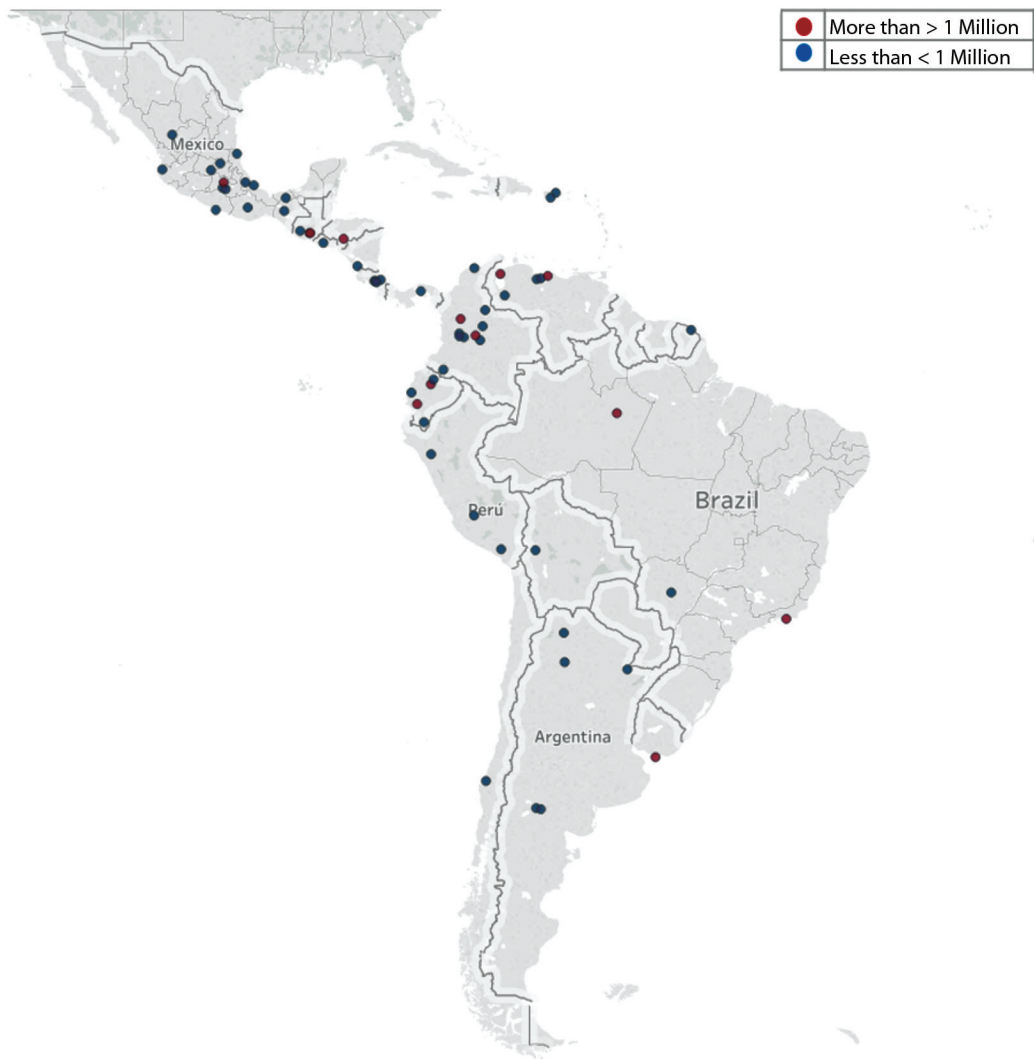 More than > 1 Million
Less than < 1 Million
Mexico
Brazil
Perú
Argentina